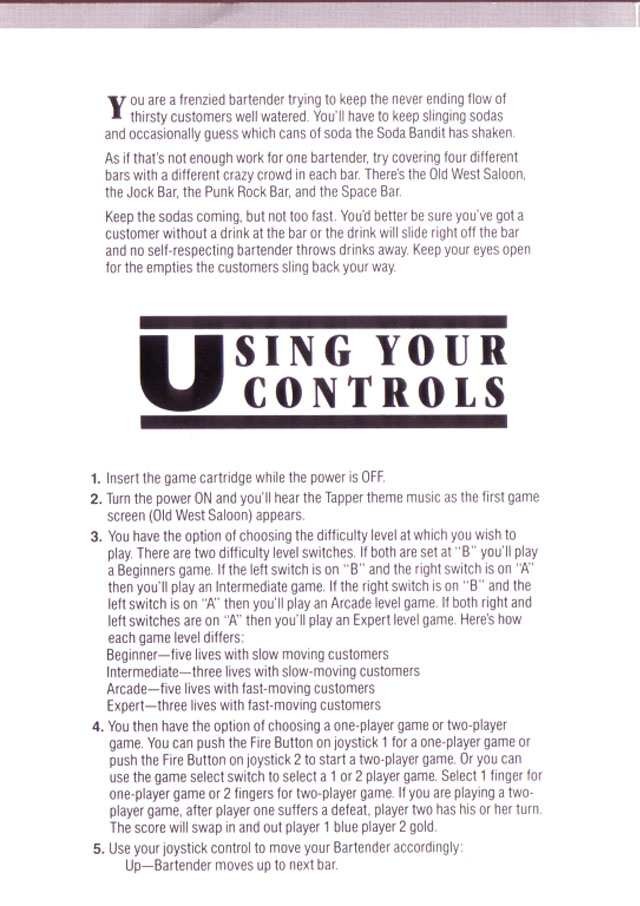 You are a frenzied bartender trying to keep the never ending flow of
thirsty customers well watered. You'll have to keep slinging sodas
and occasionally guess which cans of soda the Soda Bandit has shaken.
As if that's not enough work for one bartender, try covering four different
bars with a different crazy crowd in each bar. There's the Old West Saloon,
the Jock Bar, the Punk Rock Bar, and the Space Bar.
Keep the sodas coming, but not too fast. You'd better be sure you've got a
customer without a drink at the bar or the drink will slide right off the bar
and no self-respecting bartender throws drinks away. Keep your eyes open
for the empties the customers sling back your way.
USING YOUR
CONTROLS
1. Insert the game cartridge while the power is OFF.
2. Turn the power ON and you'll hear the Tapper theme music as the first game
screen (Old West Saloon) appears.
3. You have the option of choosing the difficulty level at which you wish to
play. There are two difficulty level switches. If both are set at "B" you'll play
a Beginners game. If the left switch is on "B" and the right switch is on "A"
then you'll play an Intermediate game. If the right switch is on "B" and the
left switch is on "A" then you'll play an Arcade level game. If both right and
left switches are on "A" then you'll play an Expert level game. Here's how
each game level differs:
Beginner—five lives with slow moving customers
Intermediate—three lives with slow-moving customers
Arcade—five lives with fast-moving customers
Expert—three lives with fast-moving customers
4. You then have the option of choosing a one-player game or two-player
game. You can push the Fire Button on joystick 1 for a one-player game or
push the Fire Button on joystick 2 to start a two-player game. Or you can
use the game select switch to select a 1 or 2 player game. Select 1 finger for
one-player game or 2 fingers for two-player game. If you are playing a two-
player game, after player one suffers a defeat, player two has his or her turn.
The score will swap in and out player 1 blue player 2 gold.
5. Use your joystick control to move your Bartender accordingly:
Up—Bartender moves up to next bar.